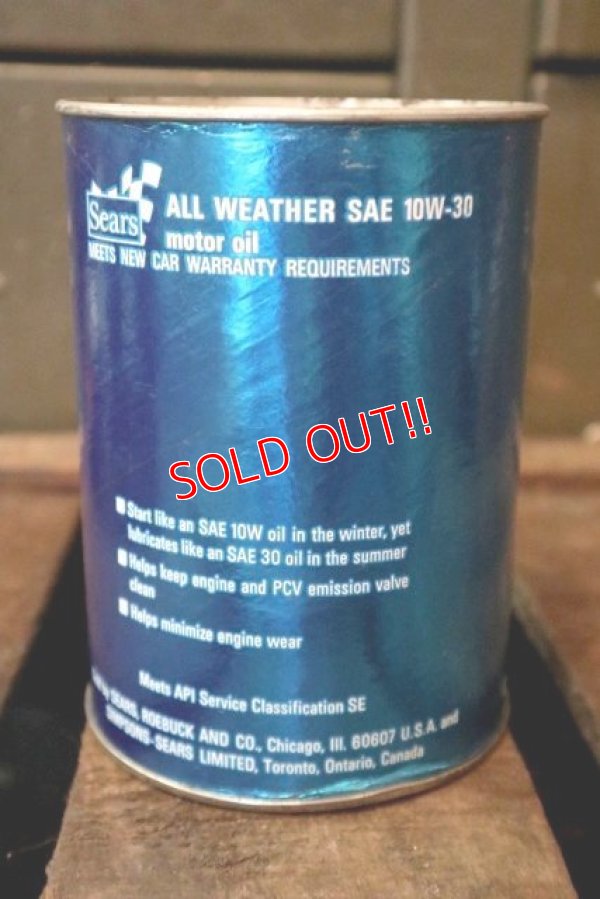 Sears
ALL WEATHER SAE 10W-30
motor oil
MEETS NEW CAR WARRANTY REQUIREMENTS
SOLD OUT!!
Start like an SAE 10W oil in the winter, yet
lubricates like an SAE 30 oil in the summer
Helps keep engine and PCV emission valve
clean
Helps minimize engine wear
Meets API Service Classification SE
SEARS, ROEBUCK AND CO., Chicago, Ill. 60607 U.S.A. and
SIMPSONS-SEARS LIMITED, Toronto, Ontario, Canada